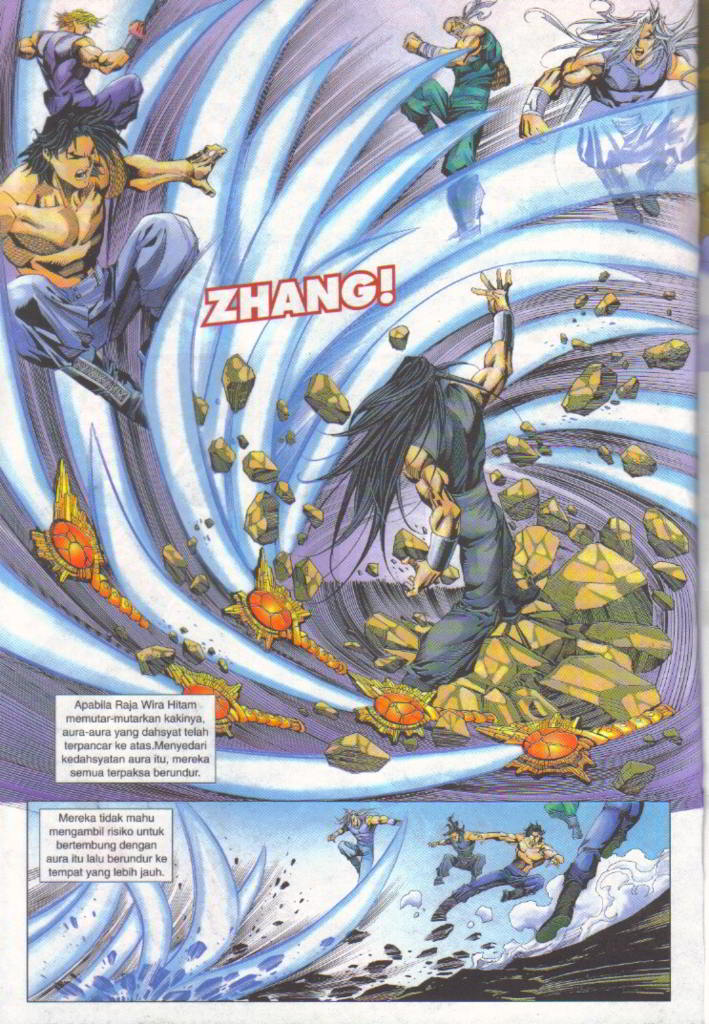 ZHANG!
Apabila Raja Wira Hitam
memutar-mutarkan kakinya,
aura-aura yang dahsyat telah
terpancar ke atas.Menyedari
kedahsyatan aura itu, mereka
semua terpaksa berundur.
Mereka tidak mahu
mengambil risiko untuk
bertembung dengan
aura itu lalu berundur ke
tempat yang lebih jauh.